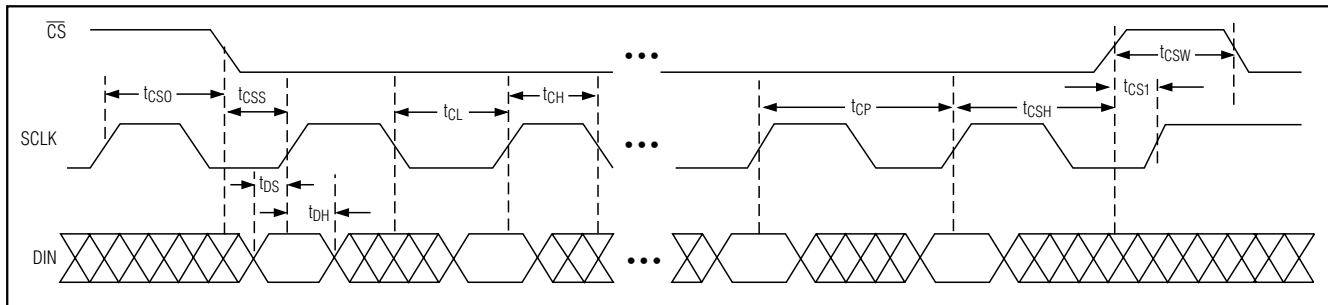 CS
tCSW
tCSO
tCSS
tCL
tCH
tCP
tCSH
tCS1
SCLK
tDS
tDH
DIN